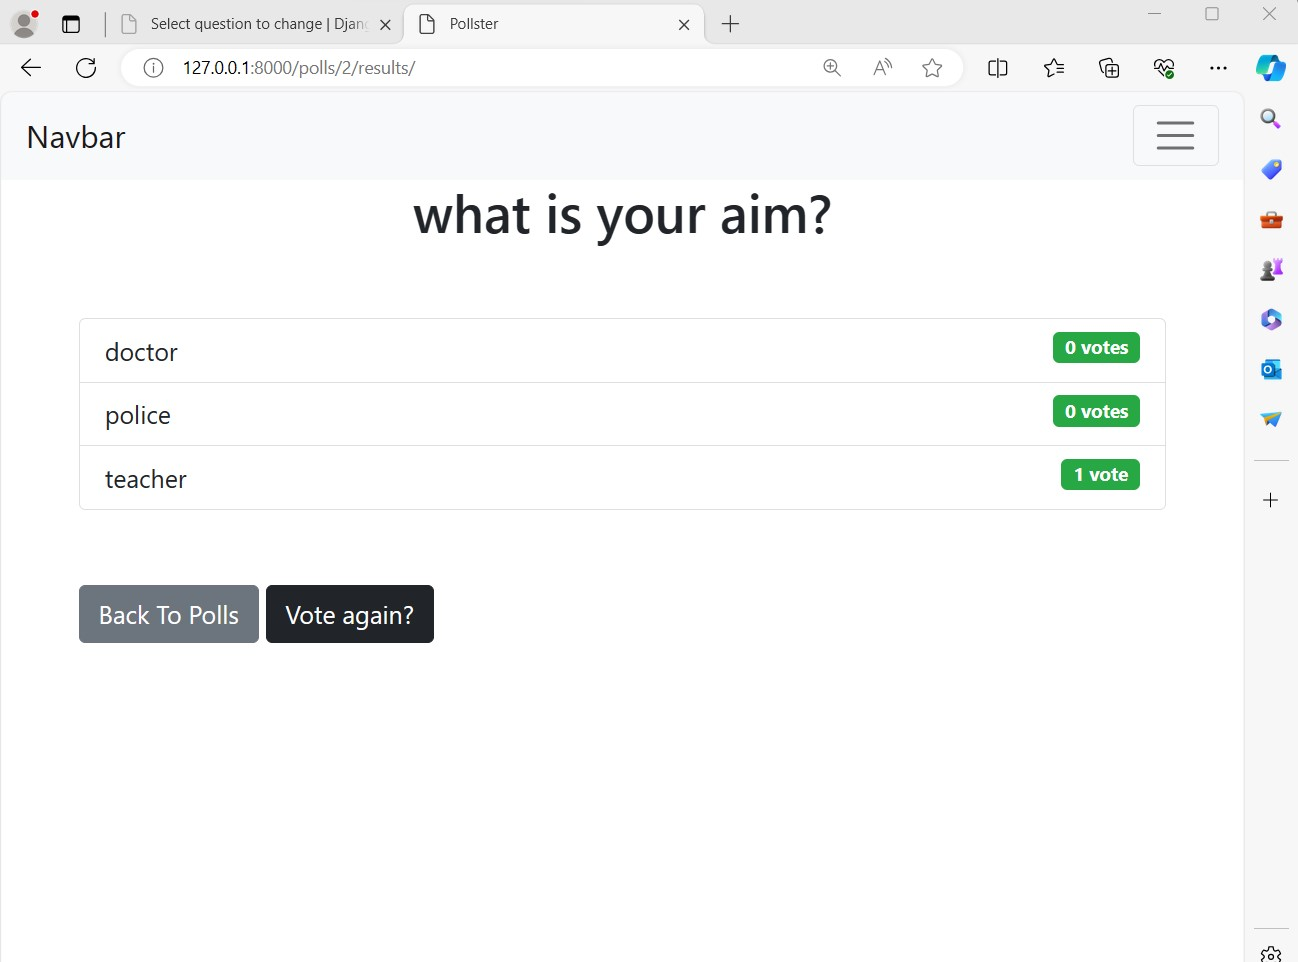 Select question to change | Djan
Pollster
127.0.0.1:8000/polls/2/results/
Navbar
what is your aim?
doctor
0 votes
police
0 votes
teacher
1 vote
Back To Polls
Vote again?